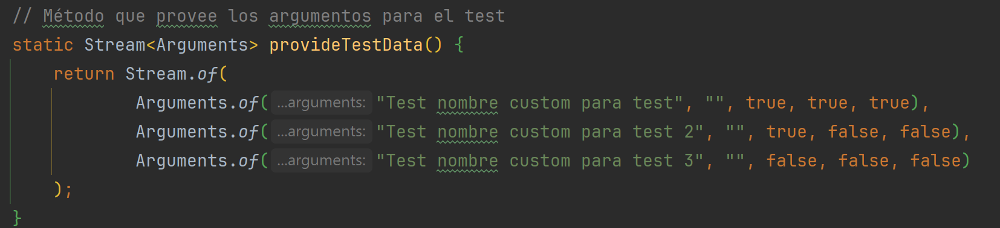 // Método que provee los argumentos para el test
static Stream<Arguments> provideTestData() {
return Stream.of(
Arguments.of( ...arguments: "Test nombre custom para test", "", true, true, true),
Arguments.of( ...arguments: "Test nombre custom para test 2", "", true, false, false),
Arguments.of( ...arguments: "Test nombre custom para test 3", "", false, false, false)
);
}